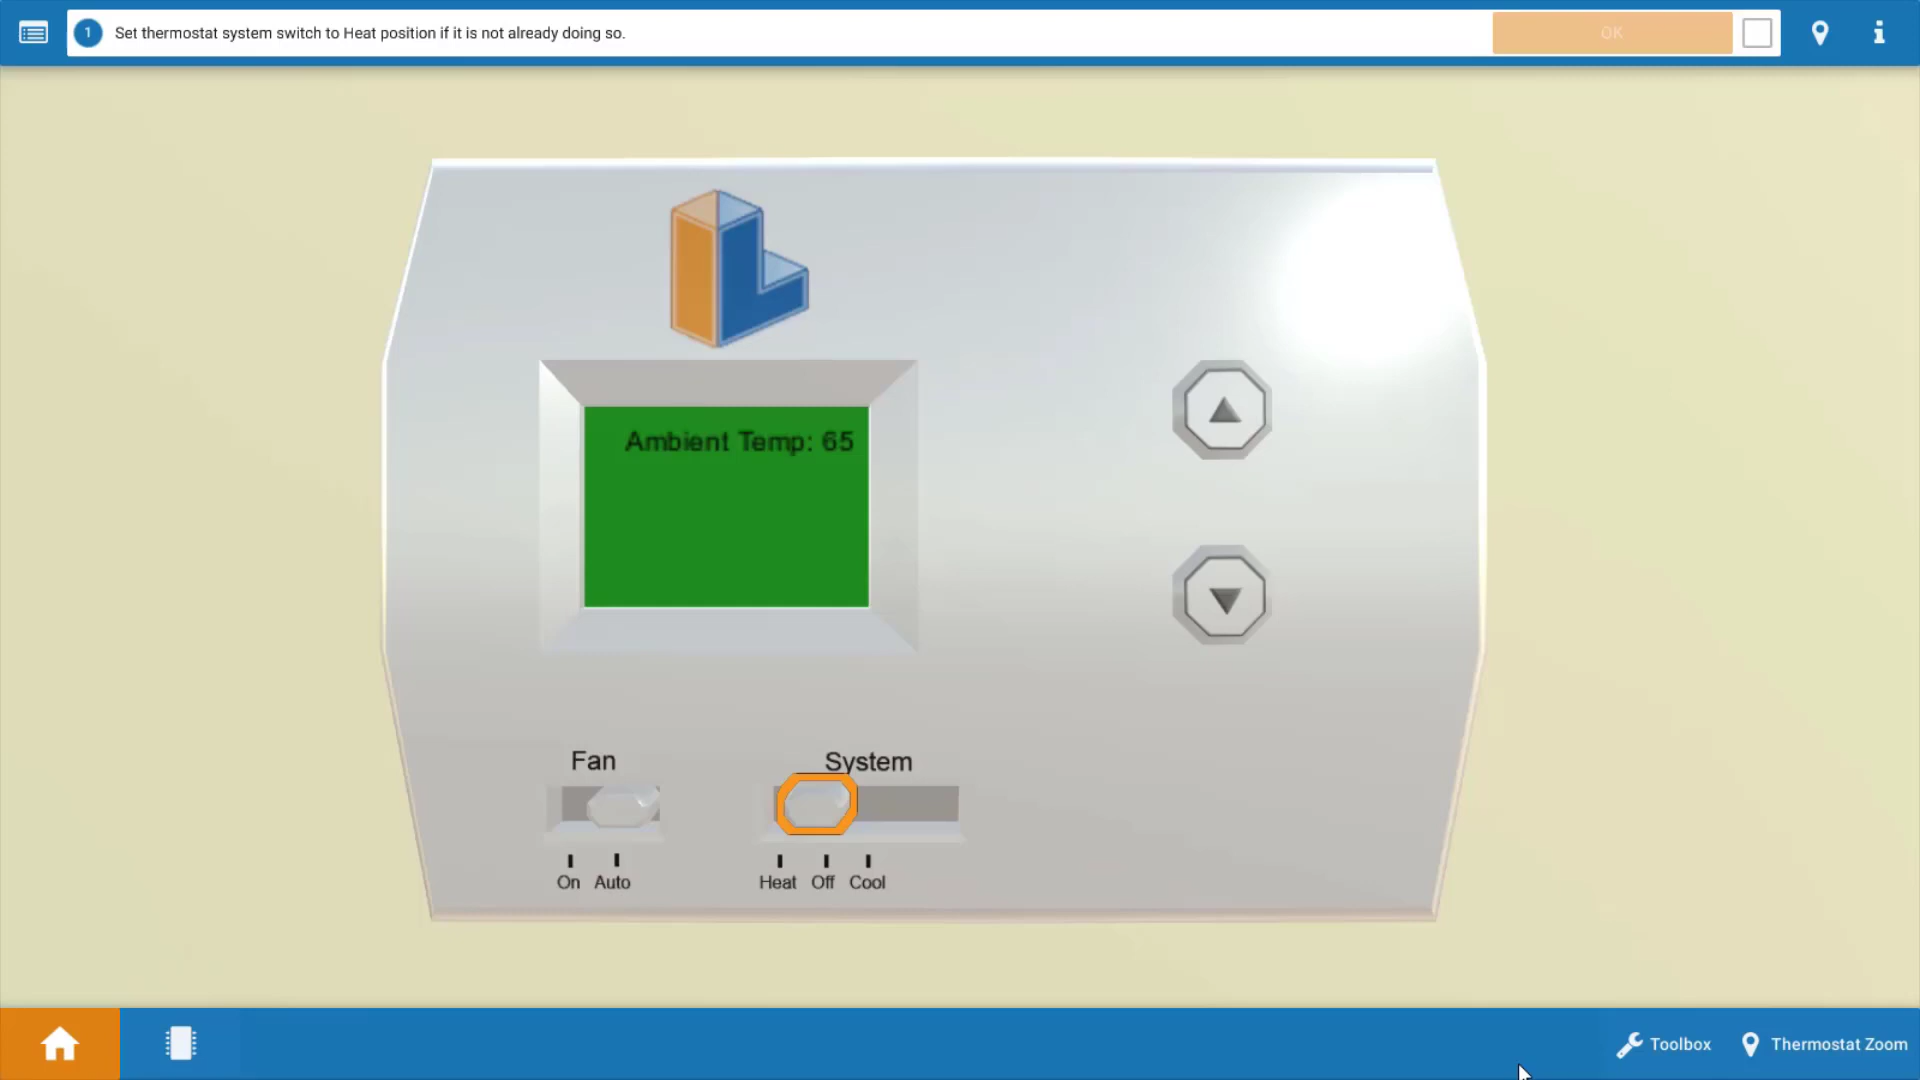 1 Set thermostat system switch to Heat position if it is not already doing so.
OK
Ambient Temp: 65
Fan
System
On Auto
Heat Off Cool
Toolbox
Thermostat Zoom